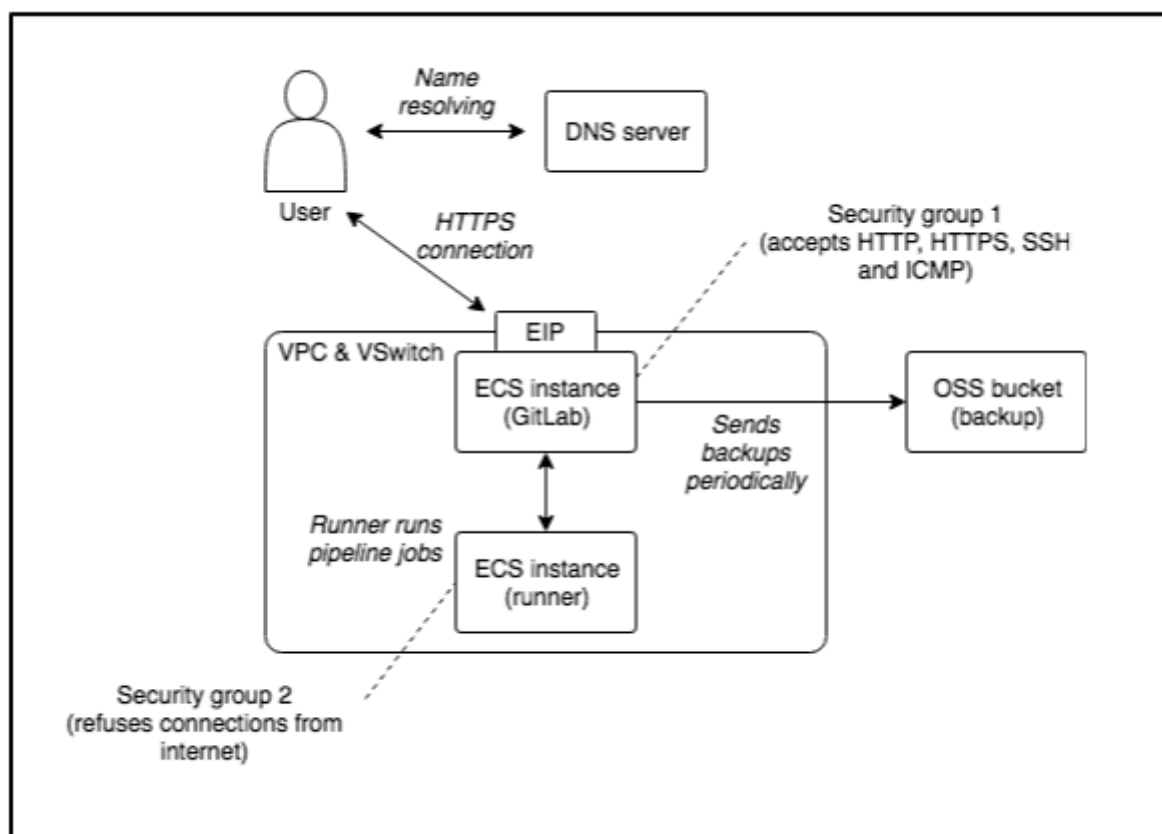 Name
resolving
DNS server
User
HTTPS
connection
Security group 1
(accepts HTTP, HTTPS, SSH
and ICMP)
EIP
VPC & VSwitch
ECS instance
(GitLab)
OSS bucket
(backup)
Sends
backups
periodically
Runner runs
pipeline jobs
ECS instance
(runner)
Security group 2
(refuses connections from
internet)